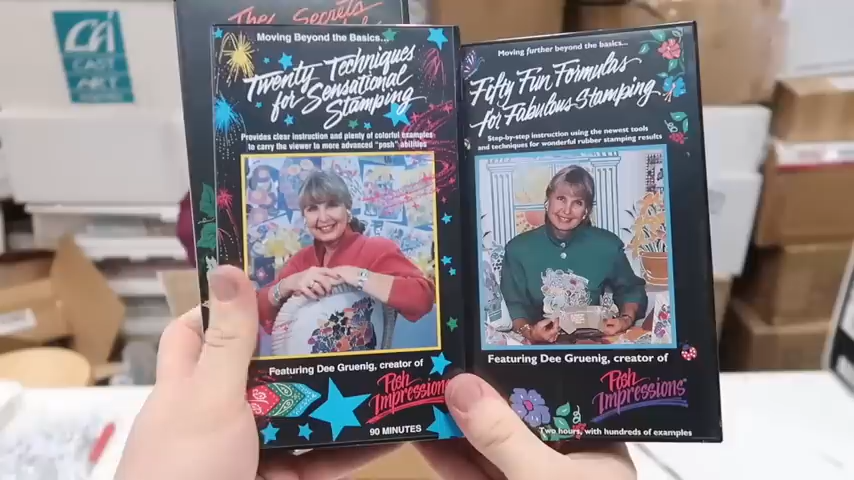 The Secrets
CAI
CAST
ART
Moving Beyond the Basics...
Twenty Techniques
for Sensational
Stamping
Provides clear instruction and plenty of colorful examples
to carry the viewer to more advanced "posh" abilities
Featuring Dee Gruenig, creator of
Posh
Impressions
90 MINUTES
Moving further beyond the basics...
Fifty Fun Formulas
for Fabulous Stamping
Step-by-step instruction using the newest tools
and techniques for wonderful rubber stamping results
Featuring Dee Gruenig, creator of
Posh
Impressions
Two hours, with hundreds of examples